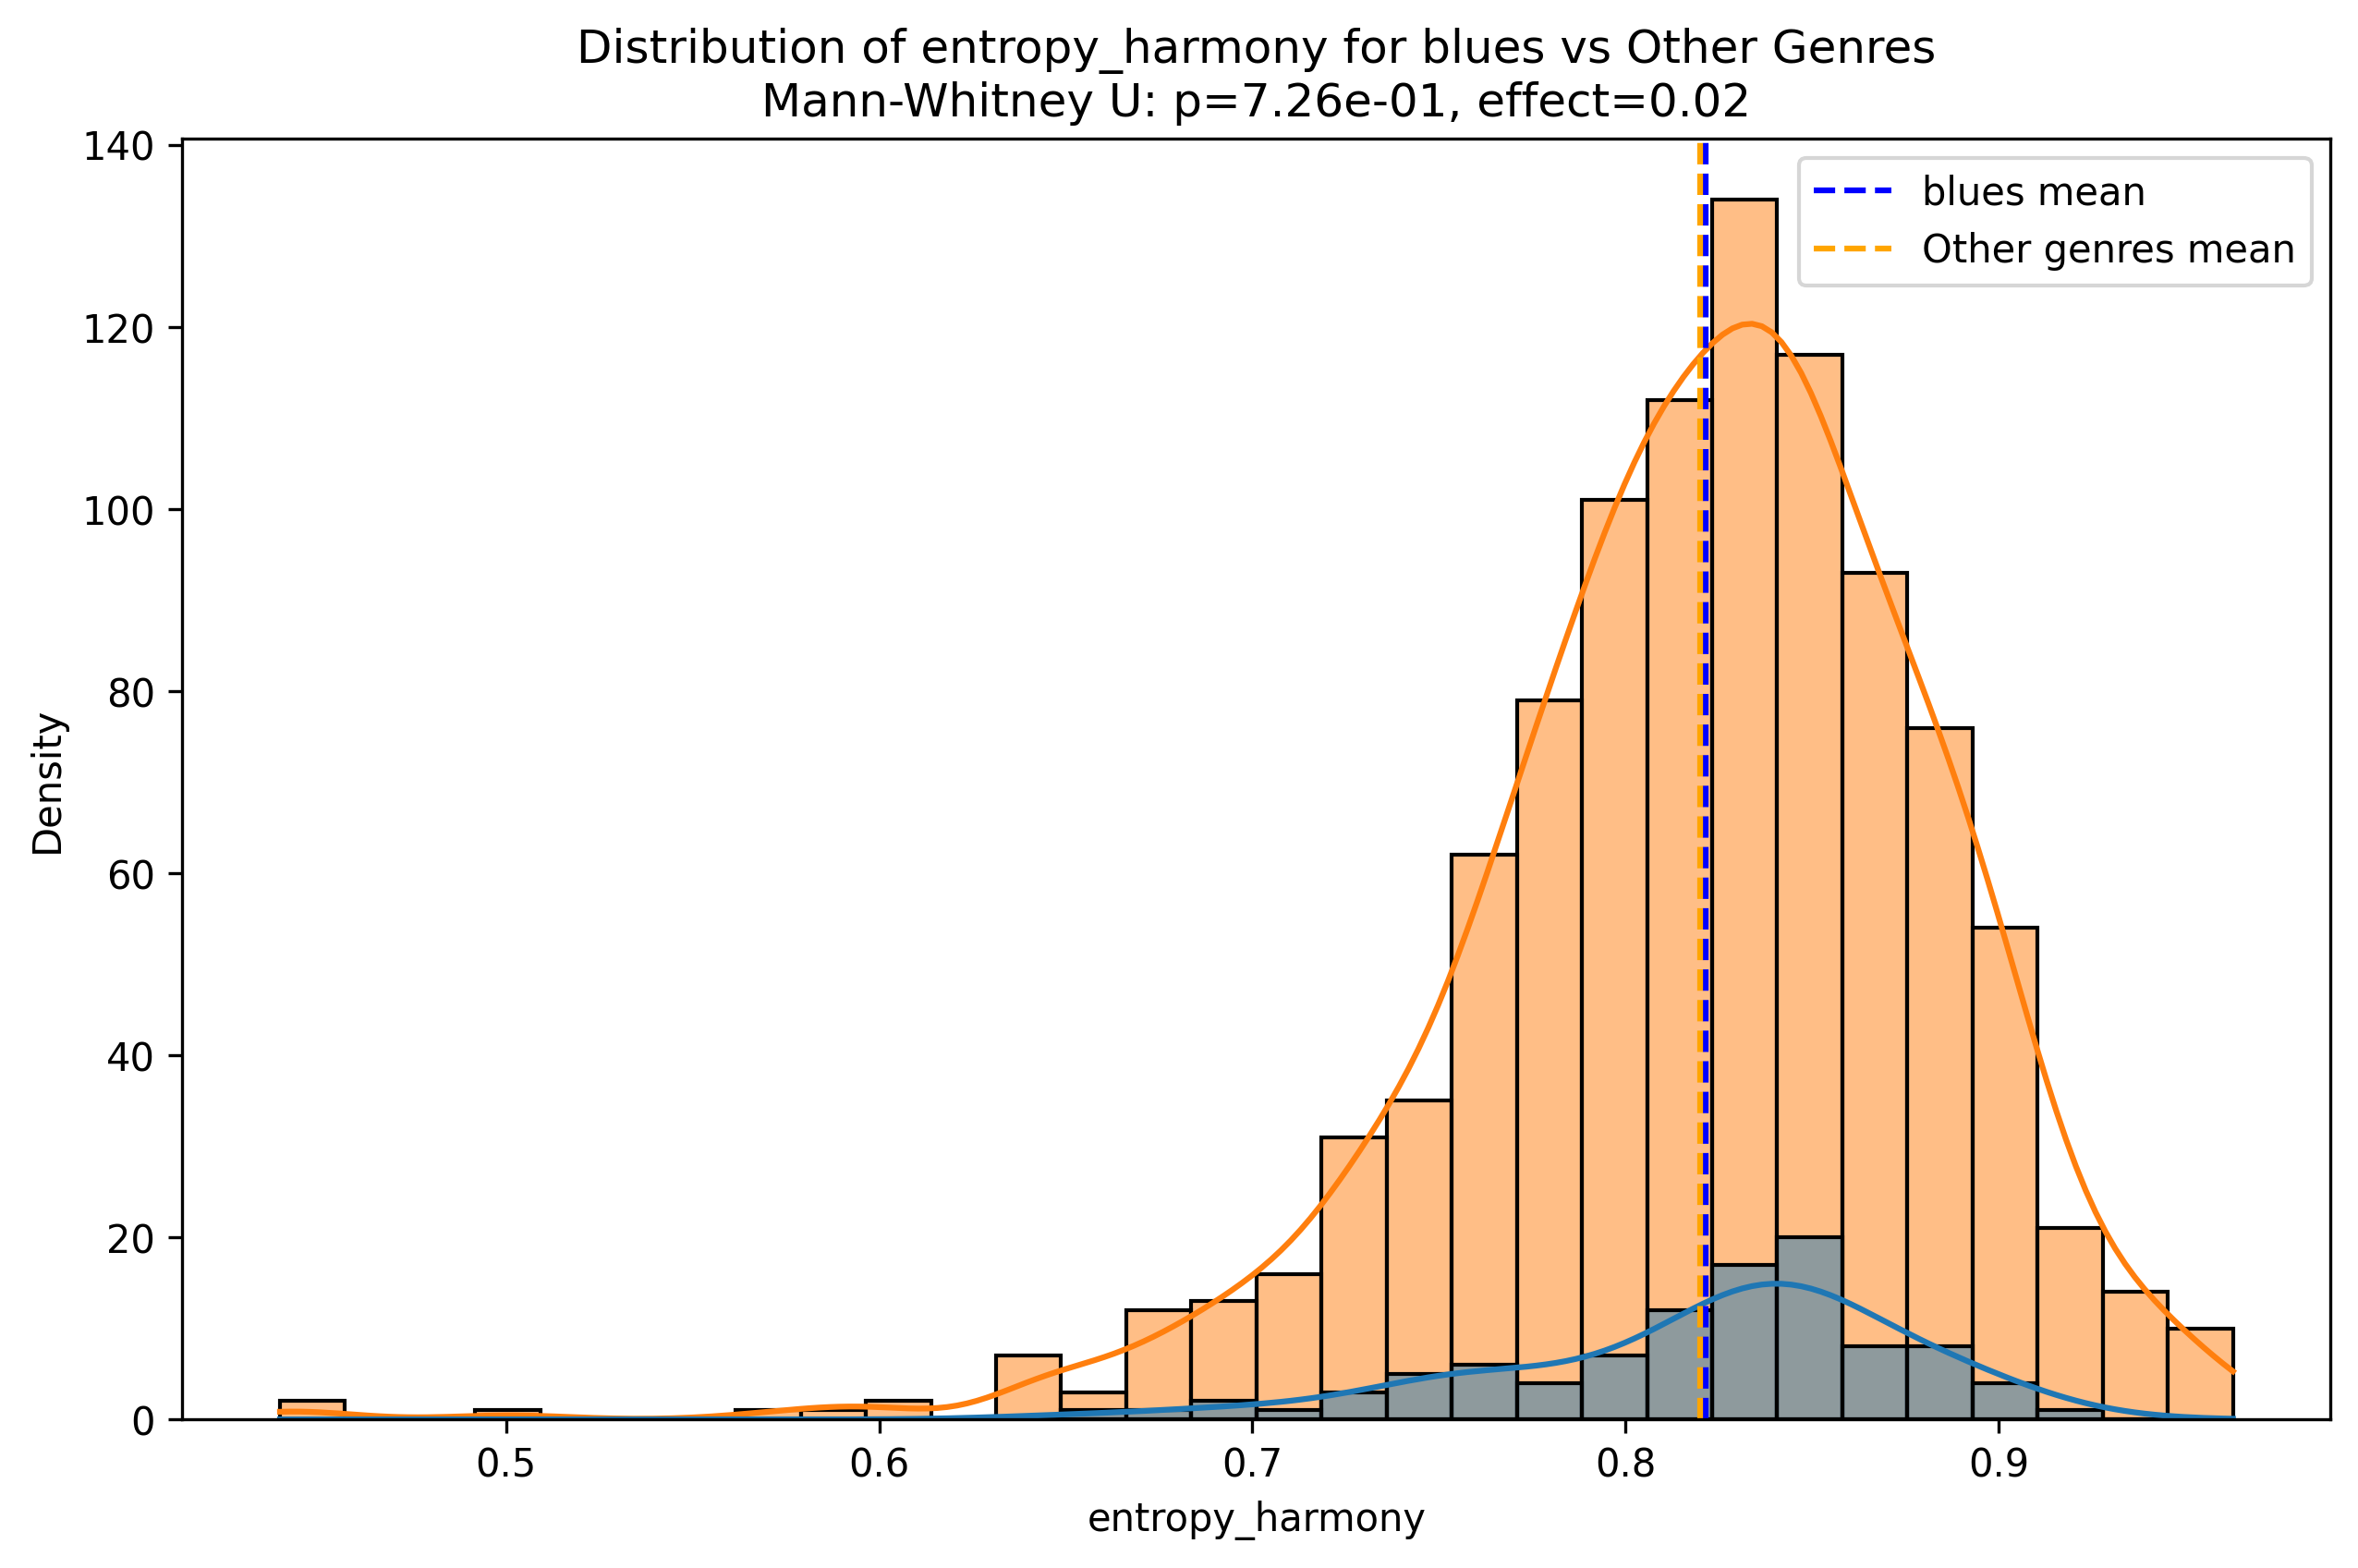 Distribution of entropy_harmony for blues vs Other Genres
Mann-Whitney U: p=7.26e-01, effect=0.02
blues mean
Other genres mean
Density
140
120
100
80
60
40
20
0
0.5 0.6 0.7 0.8 0.9
entropy_harmony